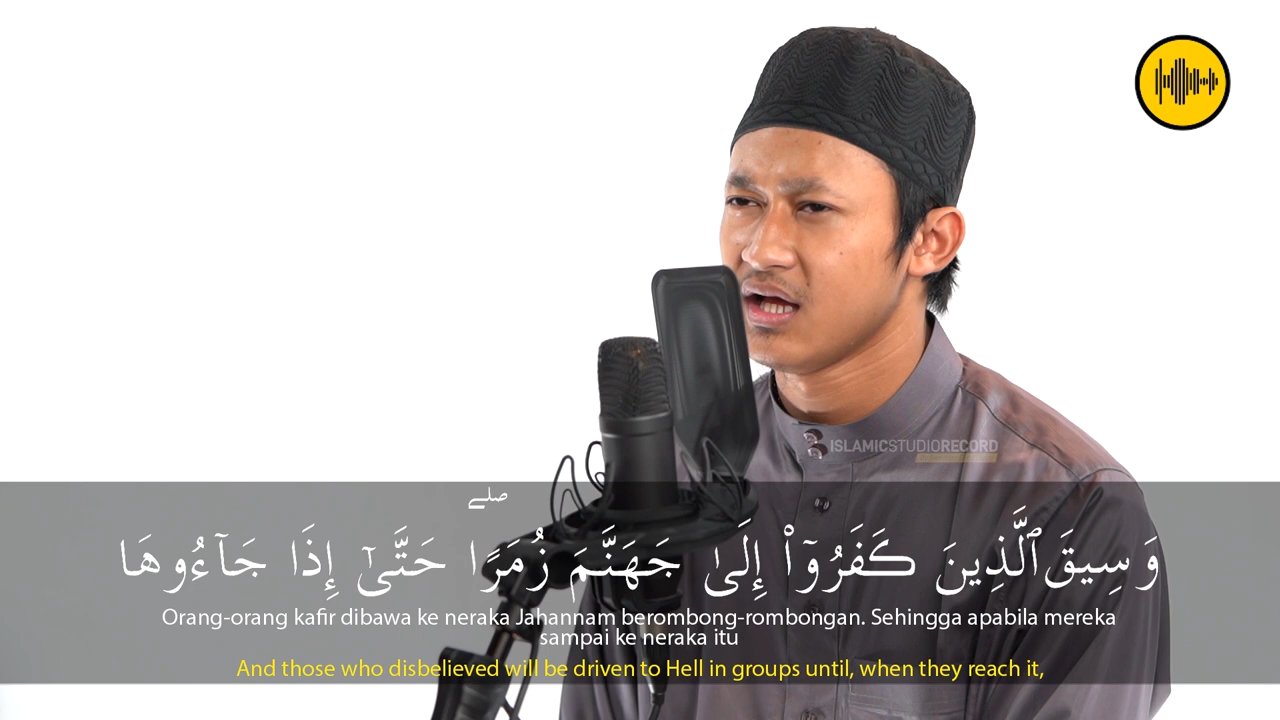 ISLAMICSTUDIORECORD
صلے
وَسِيقَ ٱلَّذِينَ كَفَرُوٓا۟ إِلَىٰ جَهَنَّمَ زُمَرًا حَتَّىٰٓ إِذَا جَآءُوهَا
Orang-orang kafir dibawa ke neraka Jahannam berombong-rombongan. Sehingga apabila mereka
sampai ke neraka itu
And those who disbelieved will be driven to Hell in groups until, when they reach it,